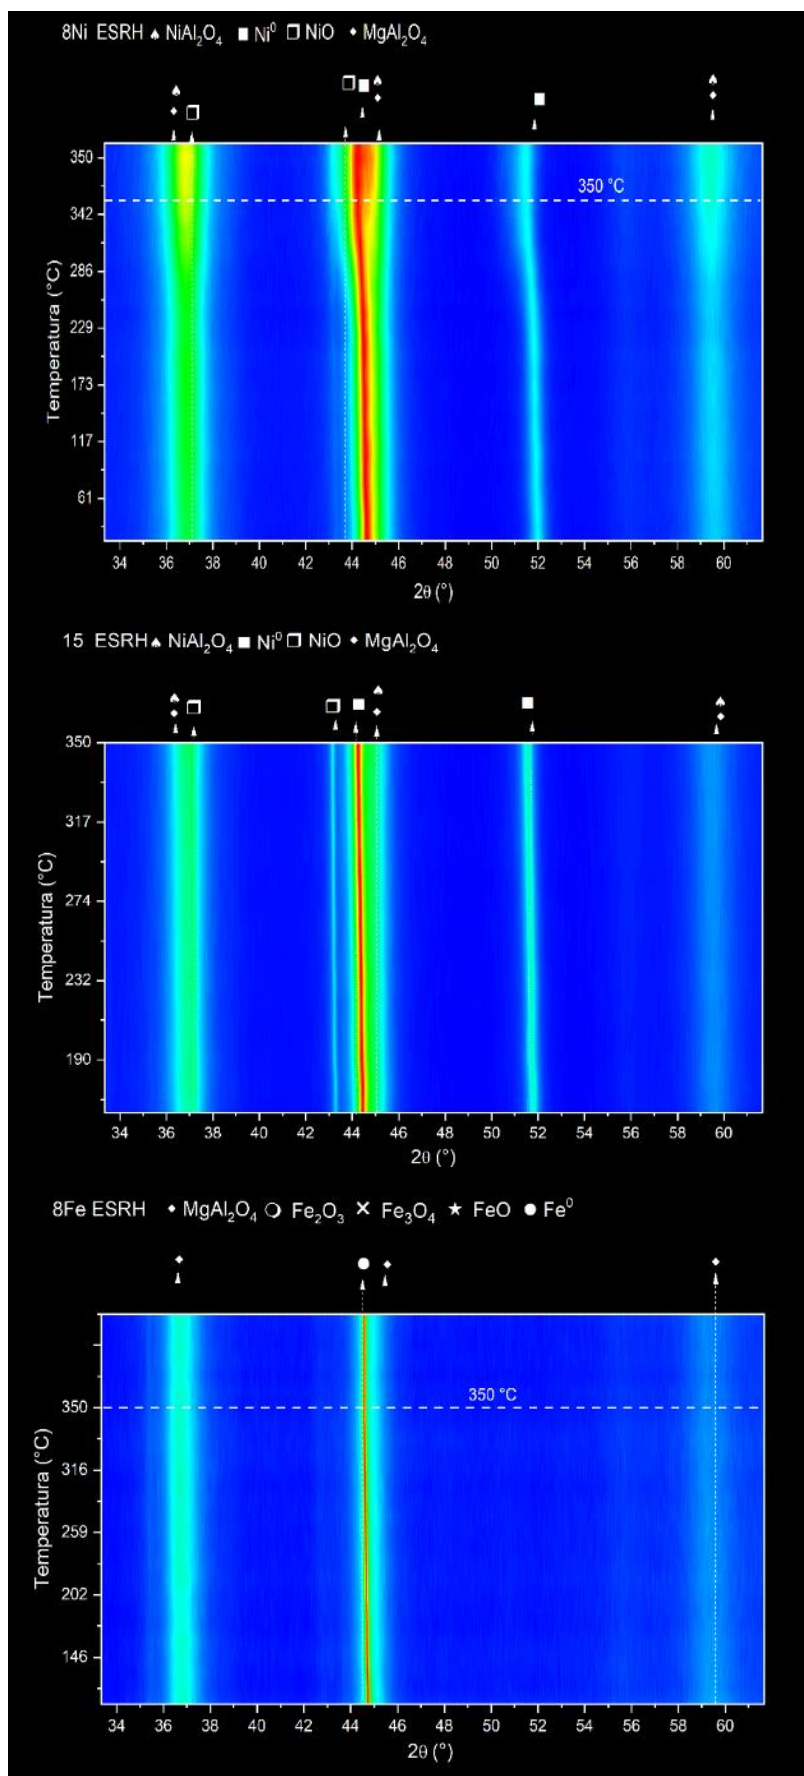 8Ni ESRH ♠ NiAl₂O₄ ■ Ni⁰ ❒ NiO ◆ MgAl₂O₄
350 °C
350
342
286
229
173
117
61
Temperatura (°C)
34 36 38 40 42 44 46 48 50 52 54 56 58 60
2θ (°)
15 ESRH ♠ NiAl₂O₄ ■ Ni⁰ ❒ NiO ◆ MgAl₂O₄
350
317
274
232
190
Temperatura (°C)
34 36 38 40 42 44 46 48 50 52 54 56 58 60
2θ (°)
8Fe ESRH ◆ MgAl₂O₄ ❍ Fe₂O₃ ✕ Fe₃O₄ ★ FeO ● Fe⁰
350 °C
350
316
259
202
146
Temperatura (°C)
34 36 38 40 42 44 46 48 50 52 54 56 58 60
2θ (°)